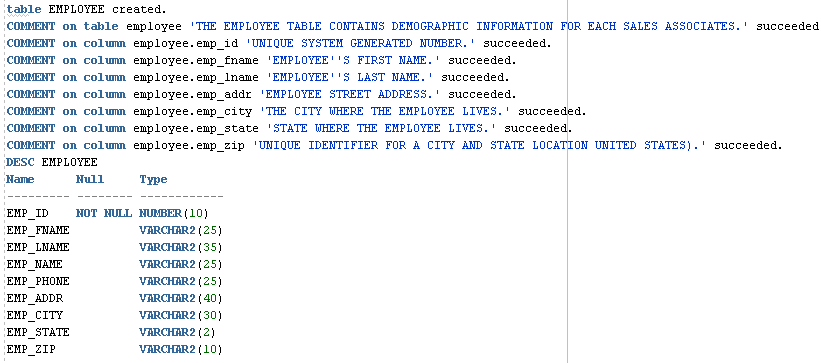 table EMPLOYEE created.
COMMENT on table employee 'THE EMPLOYEE TABLE CONTAINS DEMOGRAPHIC INFORMATION FOR EACH SALES ASSOCIATES.' succeeded
COMMENT on column employee.emp_id 'UNIQUE SYSTEM GENERATED NUMBER.' succeeded.
COMMENT on column employee.emp_fname 'EMPLOYEE''S FIRST NAME.' succeeded.
COMMENT on column employee.emp_lname 'EMPLOYEE''S LAST NAME.' succeeded.
COMMENT on column employee.emp_addr 'EMPLOYEE STREET ADDRESS.' succeeded.
COMMENT on column employee.emp_city 'THE CITY WHERE THE EMPLOYEE LIVES.' succeeded.
COMMENT on column employee.emp_state 'STATE WHERE THE EMPLOYEE LIVES.' succeeded.
COMMENT on column employee.emp_zip 'UNIQUE IDENTIFIER FOR A CITY AND STATE LOCATION UNITED STATES).' succeeded.
DESC EMPLOYEE
Name      Null     Type
--------- -------- ------------
EMP_ID    NOT NULL NUMBER(10)
EMP_FNAME          VARCHAR2(25)
EMP_LNAME          VARCHAR2(35)
EMP_NAME           VARCHAR2(25)
EMP_PHONE          VARCHAR2(25)
EMP_ADDR           VARCHAR2(40)
EMP_CITY           VARCHAR2(30)
EMP_STATE          VARCHAR2(2)
EMP_ZIP            VARCHAR2(10)